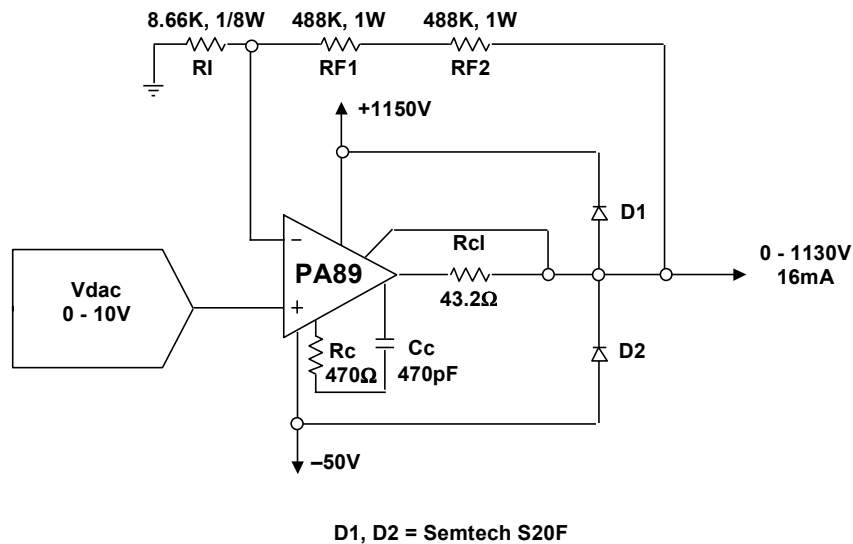 8.66K, 1/8W 488K, 1W 488K, 1W
RI RF1 RF2
+1150V
D1
Rcl
−
PA89
+
43.2Ω
0 - 1130V
16mA
Vdac
0 - 10V
Rc
470Ω
Cc
470pF
D2
–50V
D1, D2 = Semtech S20F